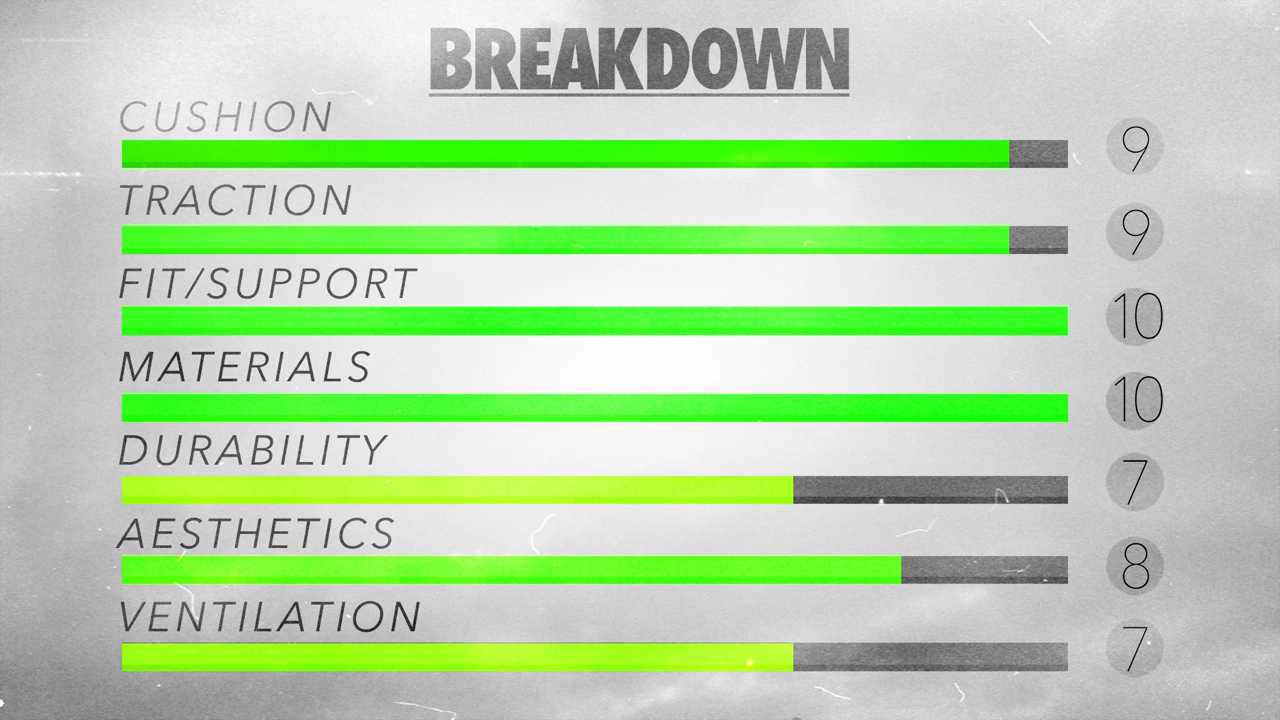 BREAKDOWN
CUSHION
9
TRACTION
9
FIT/SUPPORT
10
MATERIALS
10
DURABILITY
7
AESTHETICS
8
VENTILATION
7